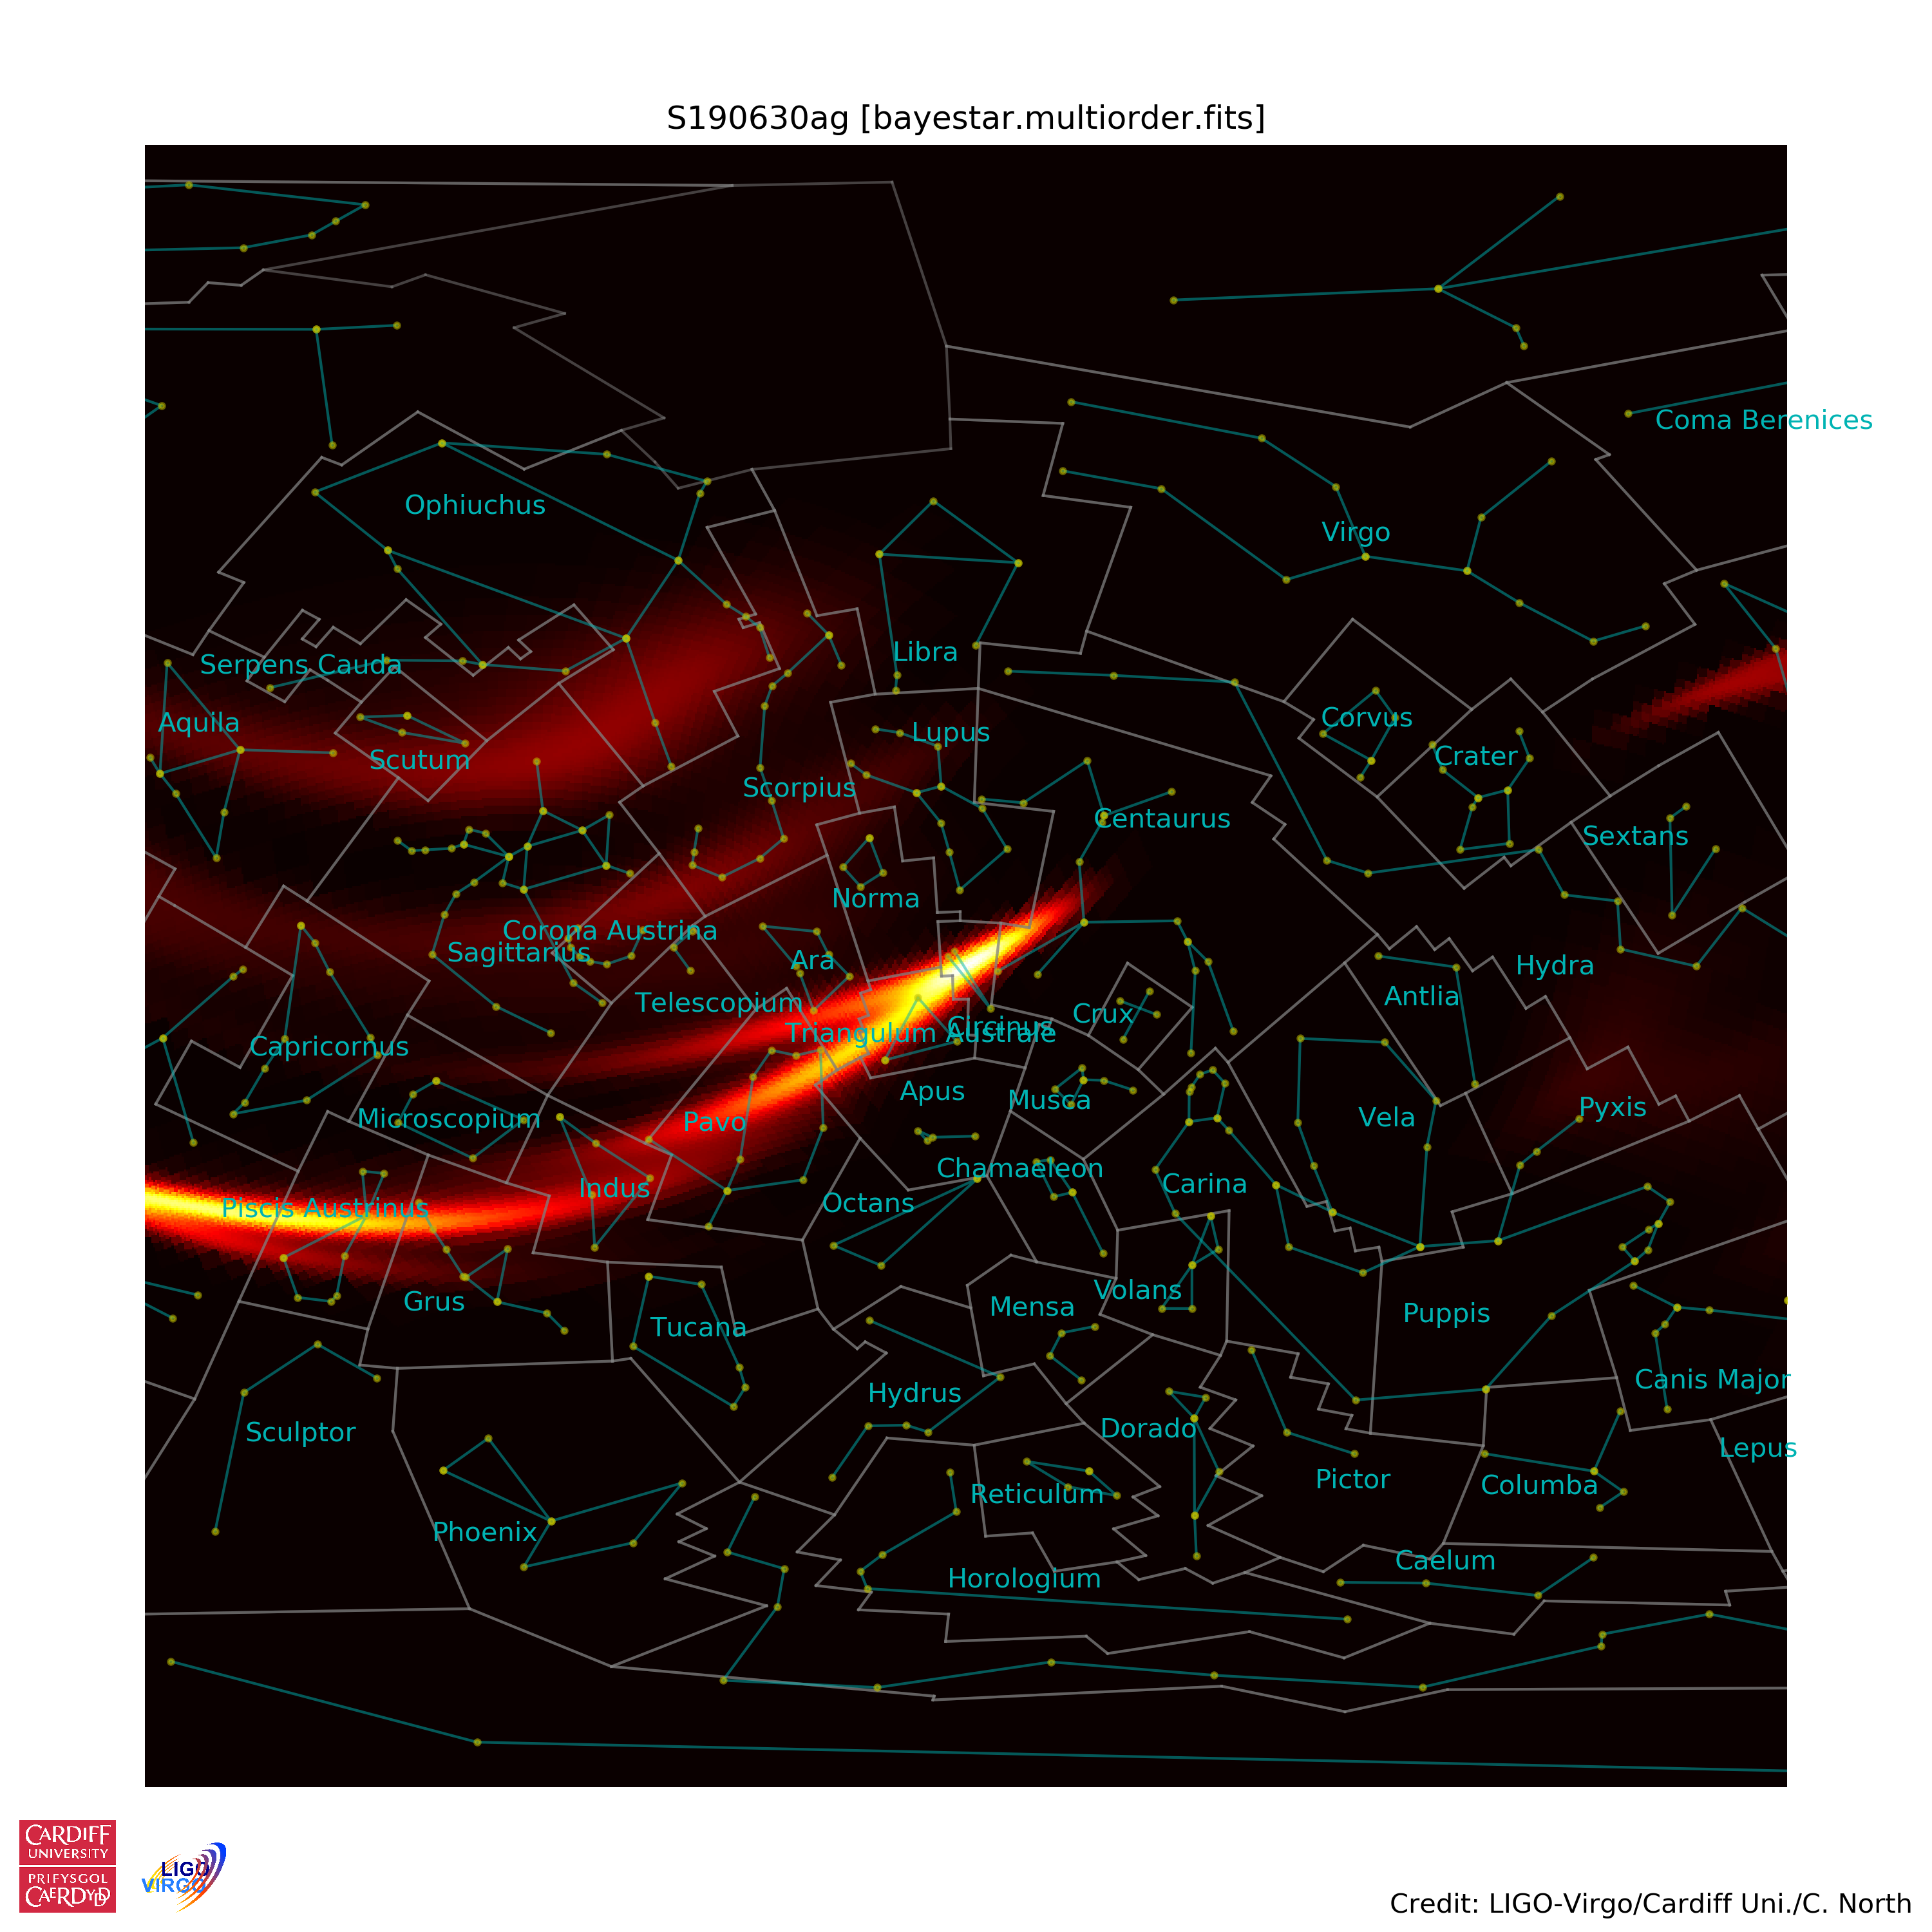 S190630ag [bayestar.multiorder.fits]
Coma Berenices
Ophiuchus
Virgo
Libra
Serpens Cauda
Aquila
Corvus
Lupus
Scutum
Crater
Scorpius
Centaurus
Sextans
Norma
Corona Austrina
Sagittarius
Ara
Hydra
Antlia
Telescopium
Crux
Circinus
Triangulum Australe
Capricornus
Apus
Musca
Pyxis
Microscopium
Pavo
Vela
Chamaeleon
Indus
Carina
Octans
Piscis Austrinus
Volans
Grus
Mensa
Puppis
Tucana
Canis Major
Hydrus
Dorado
Sculptor
Lepus
Pictor
Columba
Reticulum
Phoenix
Caelum
Horologium
CARDIFF
UNIVERSITY
PRIFYSGOL
CAERDYDD
LIGO
VIRGO
Credit: LIGO-Virgo/Cardiff Uni./C. North